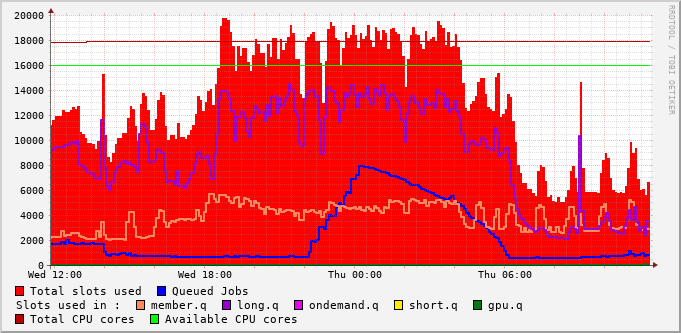 20000
18000
16000
14000
12000
10000
8000
6000
4000
2000
0
Wed 12:00 Wed 18:00 Thu 00:00 Thu 06:00
RRDTOOL / TOBI OETIKER
Total slots used Queued Jobs
Slots used in : member.q long.q ondemand.q short.q gpu.q
Total CPU cores Available CPU cores